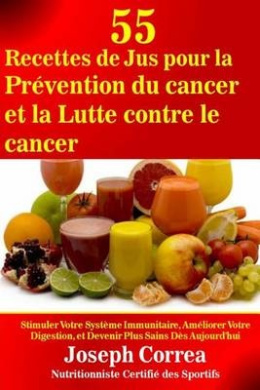 55
Recettes de Jus pour la
Prévention du cancer
et la Lutte contre le
cancer
Stimuler Votre Système Immunitaire, Améliorer Votre
Digestion, et Devenir Plus Sains Dès Aujourd'hui
Joseph Correa
Nutritionniste Certifié des Sportifs